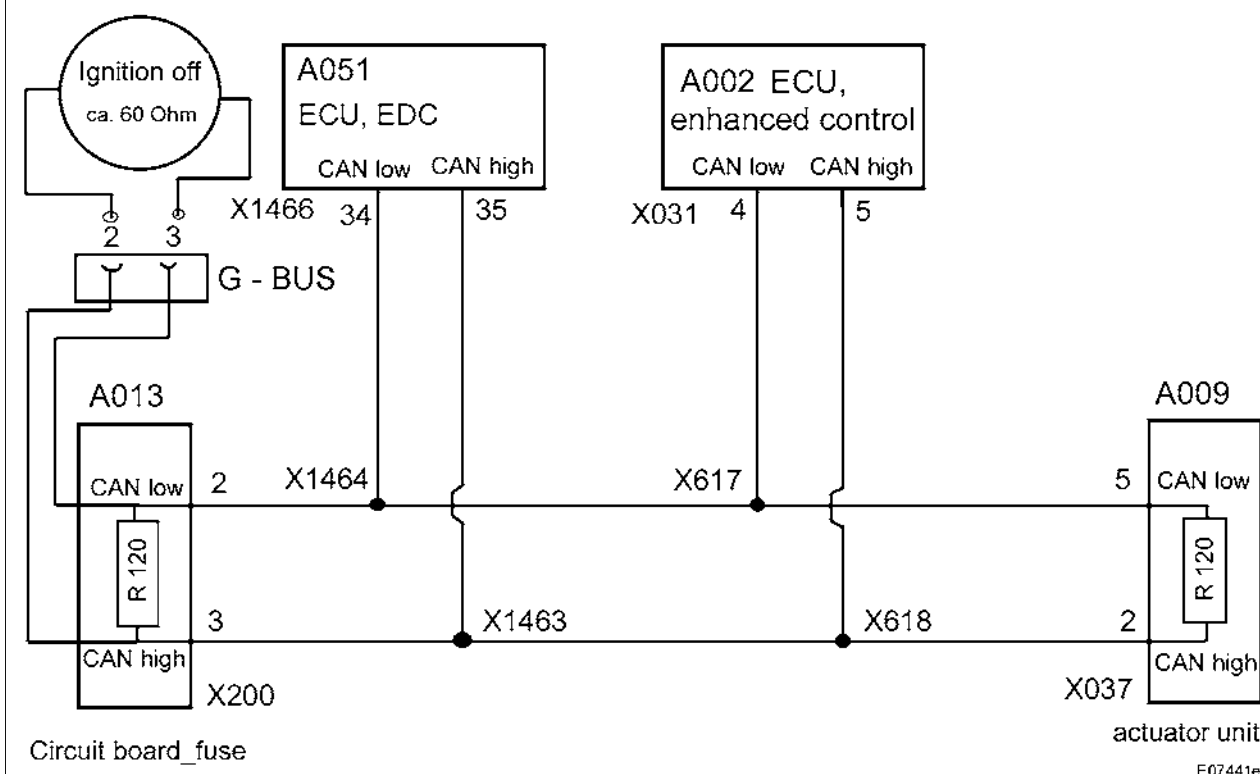 Ignition off
ca. 60 Ohm
A051
ECU, EDC
CAN low CAN high
A002 ECU,
enhanced control
CAN low CAN high
X1466 34 35
X031 4 5
2 3
G - BUS
A013
A009
CAN low 2
X1464
X617
5 CAN low
R 120
R 120
3
CAN high
X1463
X618
2
CAN high
X200
X037
Circuit board_fuse
actuator unit
E07441e